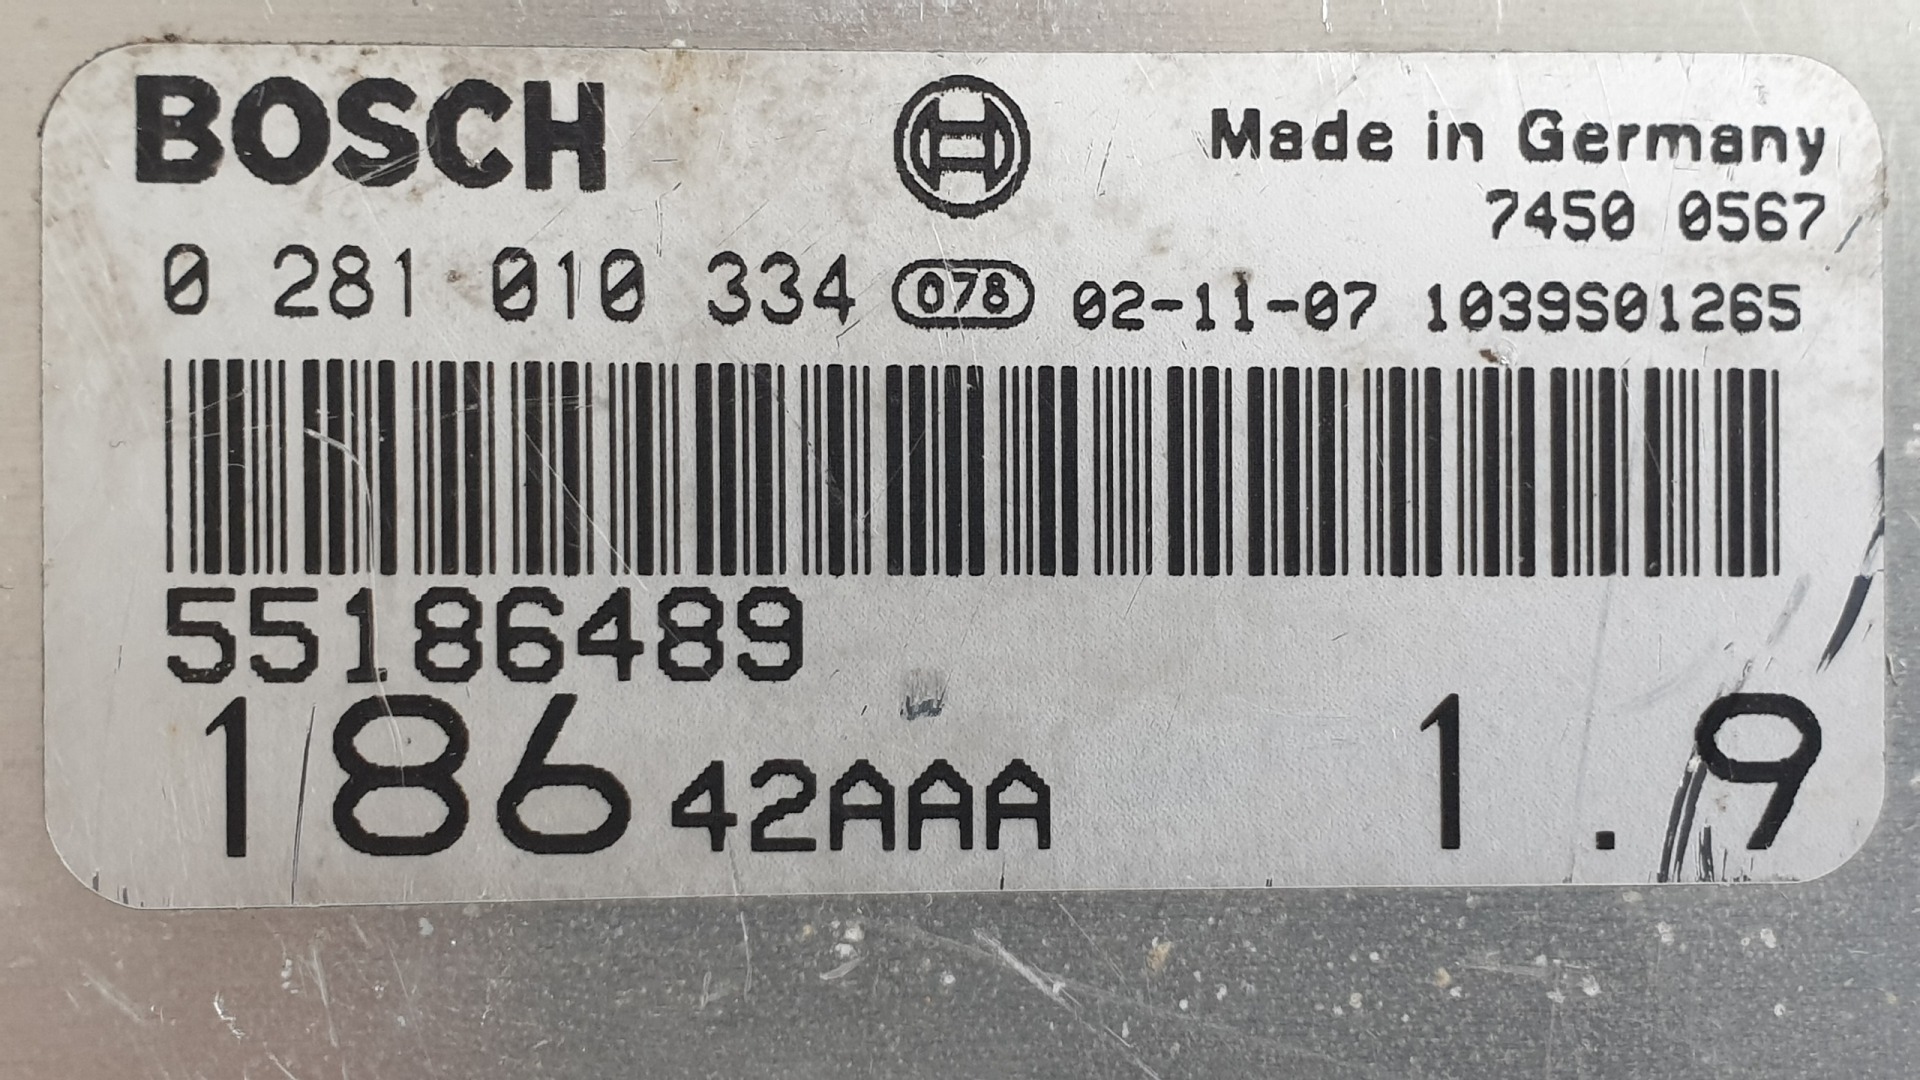 BOSCH
Made in Germany
7450 0567
0 281 010 334 078 02-11-07 1039S01265
55186489
186 42AAA 1.9